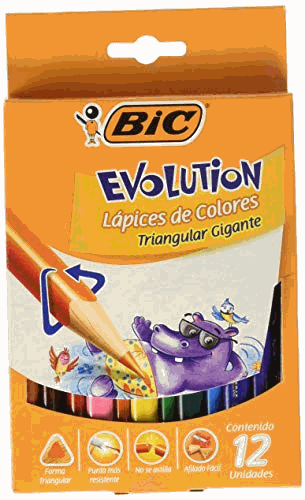 BIC
EVOLUTION
Lápices de Colores
Triangular Gigante
Forma
Triangular
Punta más
resistente
No se astilla
Afilado Fácil
Contenido
12
Unidades